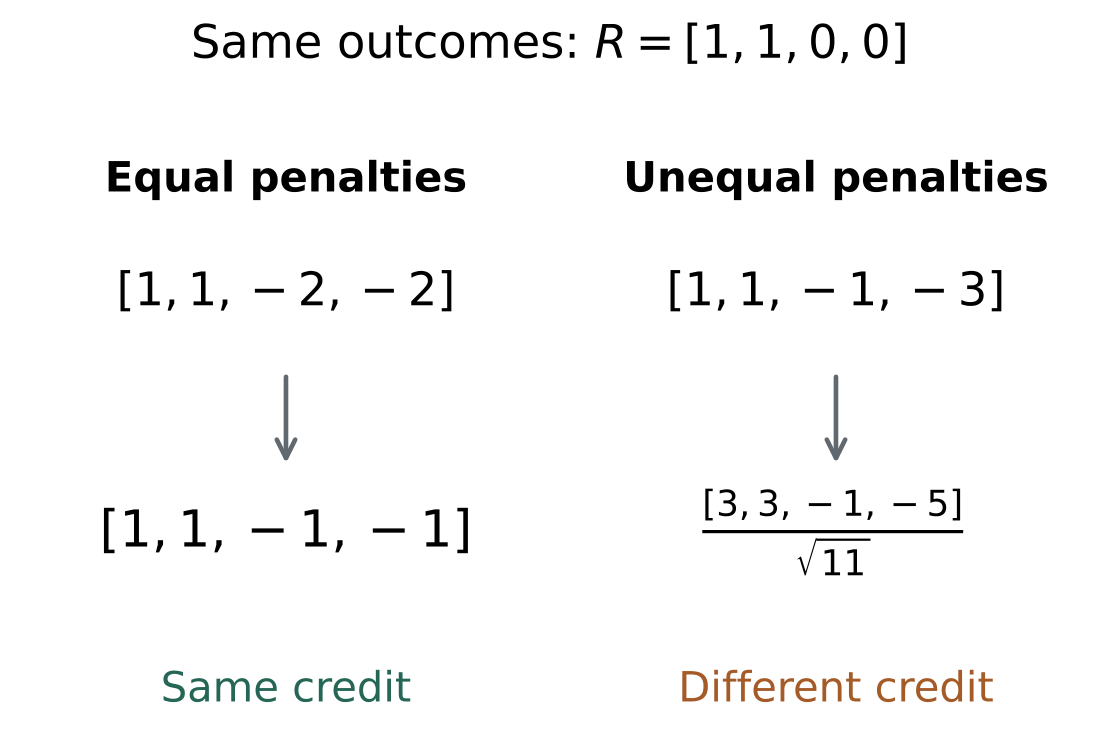 Same outcomes: R = [1, 1, 0, 0]
Equal penalties
[1, 1, −2, −2]
[1, 1, −1, −1]
Same credit
Unequal penalties
[1, 1, −1, −3]
[3, 3, −1, −5]
√11
Different credit